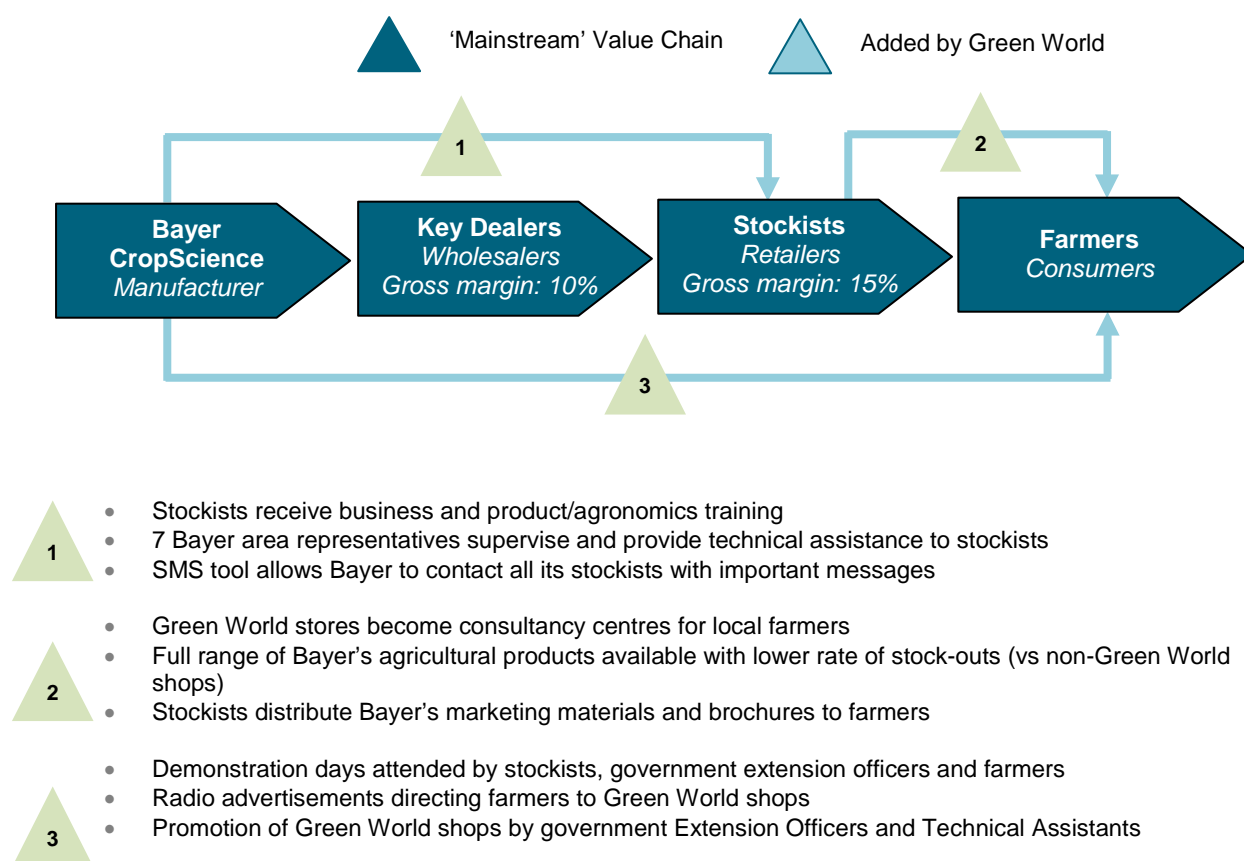 ‘Mainstream’ Value Chain
Added by Green World
1
2
Bayer
CropScience
Manufacturer
Key Dealers
Wholesalers
Gross margin: 10%
Stockists
Retailers
Gross margin: 15%
Farmers
Consumers
3
1
• Stockists receive business and product/agronomics training
• 7 Bayer area representatives supervise and provide technical assistance to stockists
• SMS tool allows Bayer to contact all its stockists with important messages
2
• Green World stores become consultancy centres for local farmers
• Full range of Bayer’s agricultural products available with lower rate of stock-outs (vs non-Green World
shops)
• Stockists distribute Bayer’s marketing materials and brochures to farmers
3
• Demonstration days attended by stockists, government extension officers and farmers
• Radio advertisements directing farmers to Green World shops
• Promotion of Green World shops by government Extension Officers and Technical Assistants